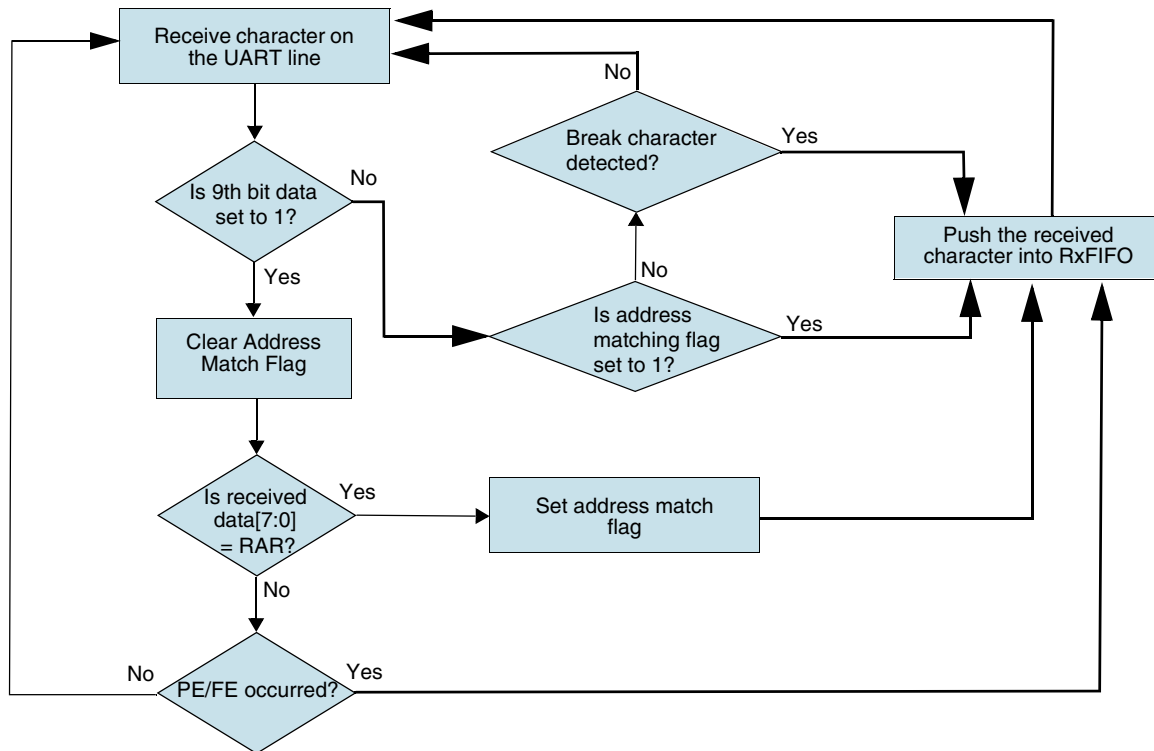 Receive character on
the UART line
No
Break character
detected?
Yes
Is 9th bit data
set to 1?
No
Push the received
character into RxFIFO
Yes
No
Is address
matching flag
set to 1?
Yes
Clear Address
Match Flag
Is received
data[7:0]
= RAR?
Yes
Set address match
flag
No
No
PE/FE occurred?
Yes